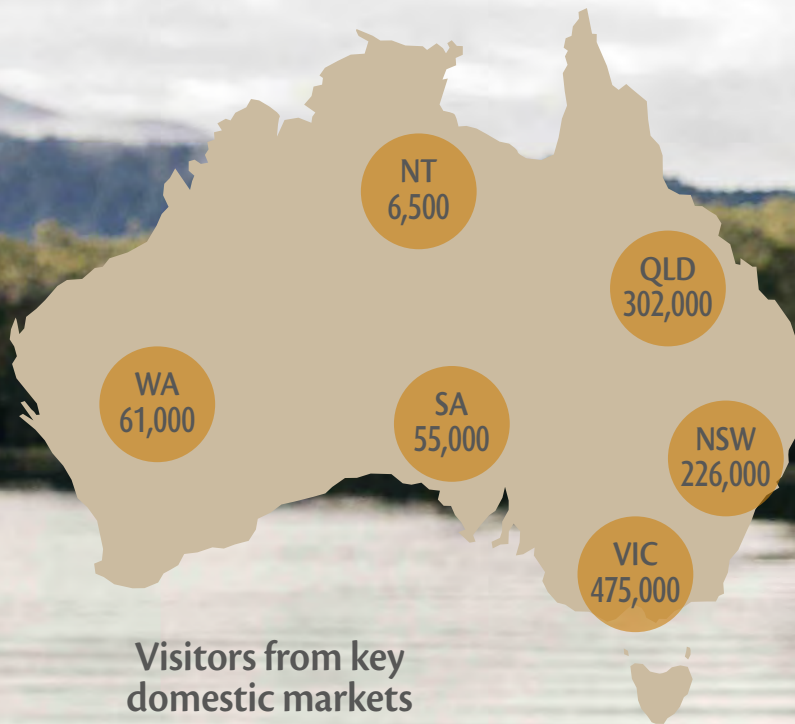 NT
6,500
QLD
302,000
WA
61,000
SA
55,000
NSW
226,000
VIC
475,000
Visitors from key
domestic markets